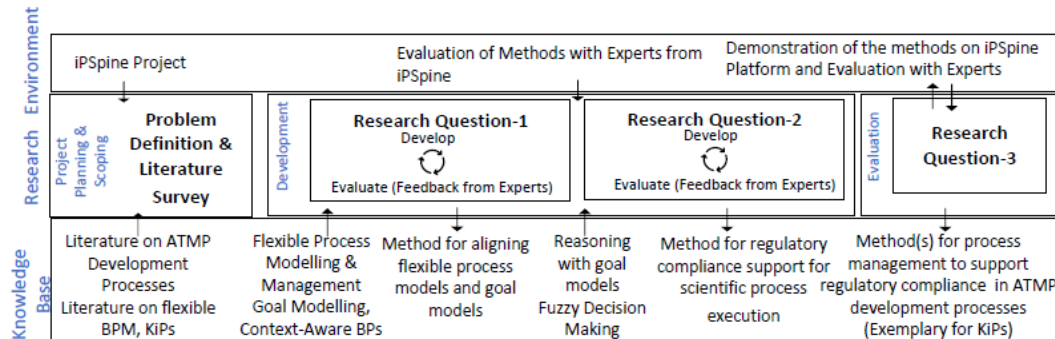 Environment
iPSpine Project
Evaluation of Methods with Experts from
iPSpine
Demonstration of the methods on iPSpine
Platform and Evaluation with Experts
Research
Project
Planning &
Scoping
Problem
Definition &
Literature
Survey
Development
Research Question-1
Develop
Evaluate (Feedback from Experts)
Research Question-2
Develop
Evaluate (Feedback from Experts)
Evaluation
Research
Question-3
Knowledge
Base
Literature on ATMP
Development
Processes
Literature on flexible
BPM, KiPs
Flexible Process
Modelling &
Management
Goal Modelling,
Context-Aware BPs
Method for aligning
flexible process
models and goal
models
Reasoning
with goal
models
Fuzzy Decision
Making
Method for regulatory
compliance support for
scientific process
execution
Method(s) for process
management to support
regulatory compliance in ATMP
development processes
(Exemplary for KiPs)